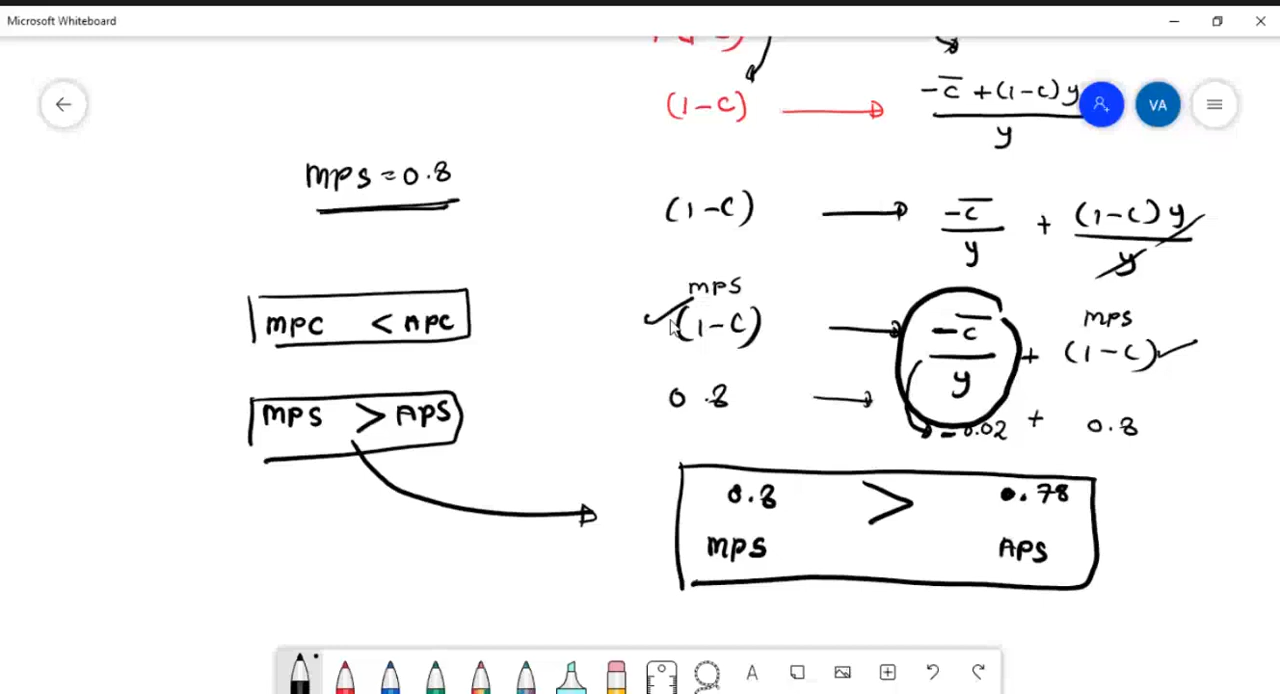 Microsoft Whiteboard
(1-c) → -c̅ + (1-c) y
y
VA
mps = 0.8
(1-c) → -c̅ / y + (1-c) y / y
mps
mps
MPC < APC
(1-c) → -c̅ / y + (1-c)
MPS > APS
0.8 → -0.02 + 0.8
0.8 > 0.78
MPS APS
A